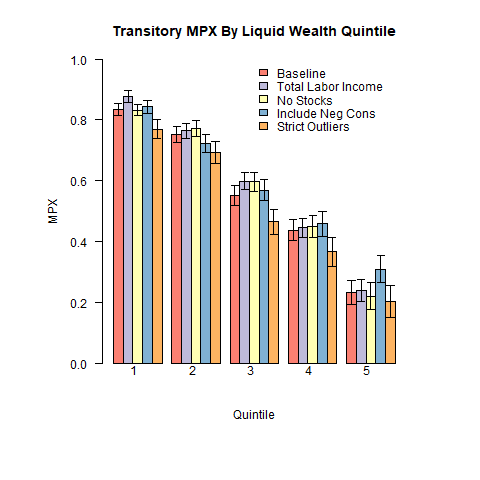 Transitory MPX By Liquid Wealth Quintile
1.0
0.8
0.6
0.4
0.2
0.0
MPX
Baseline
Total Labor Income
No Stocks
Include Neg Cons
Strict Outliers
1 2 3 4 5
Quintile